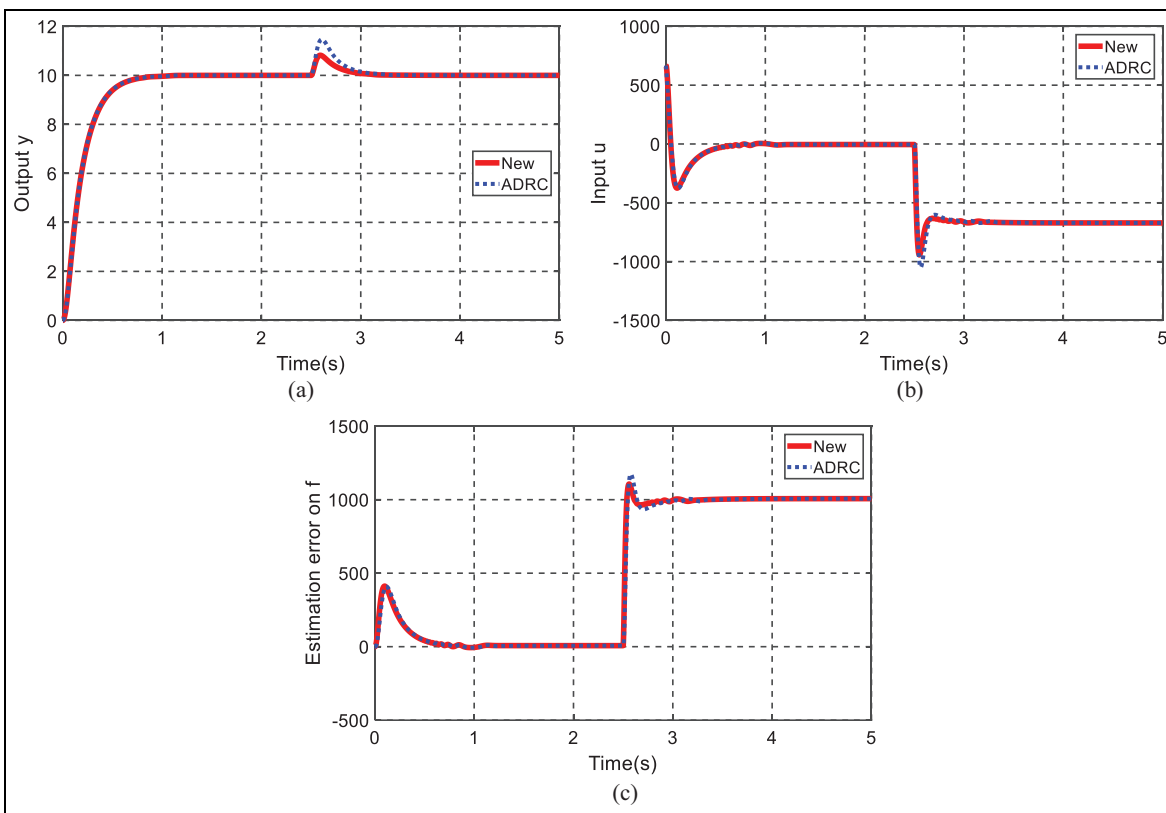 12
10
8
6
4
2
0
Output y
New
ADRC
0 1 2 3 4 5
Time(s)
(a)
1000
500
0
-500
-1000
-1500
Input u
New
ADRC
0 1 2 3 4 5
Time(s)
(b)
1500
1000
500
0
-500
Estimation error on f
New
ADRC
0 1 2 3 4 5
Time(s)
(c)